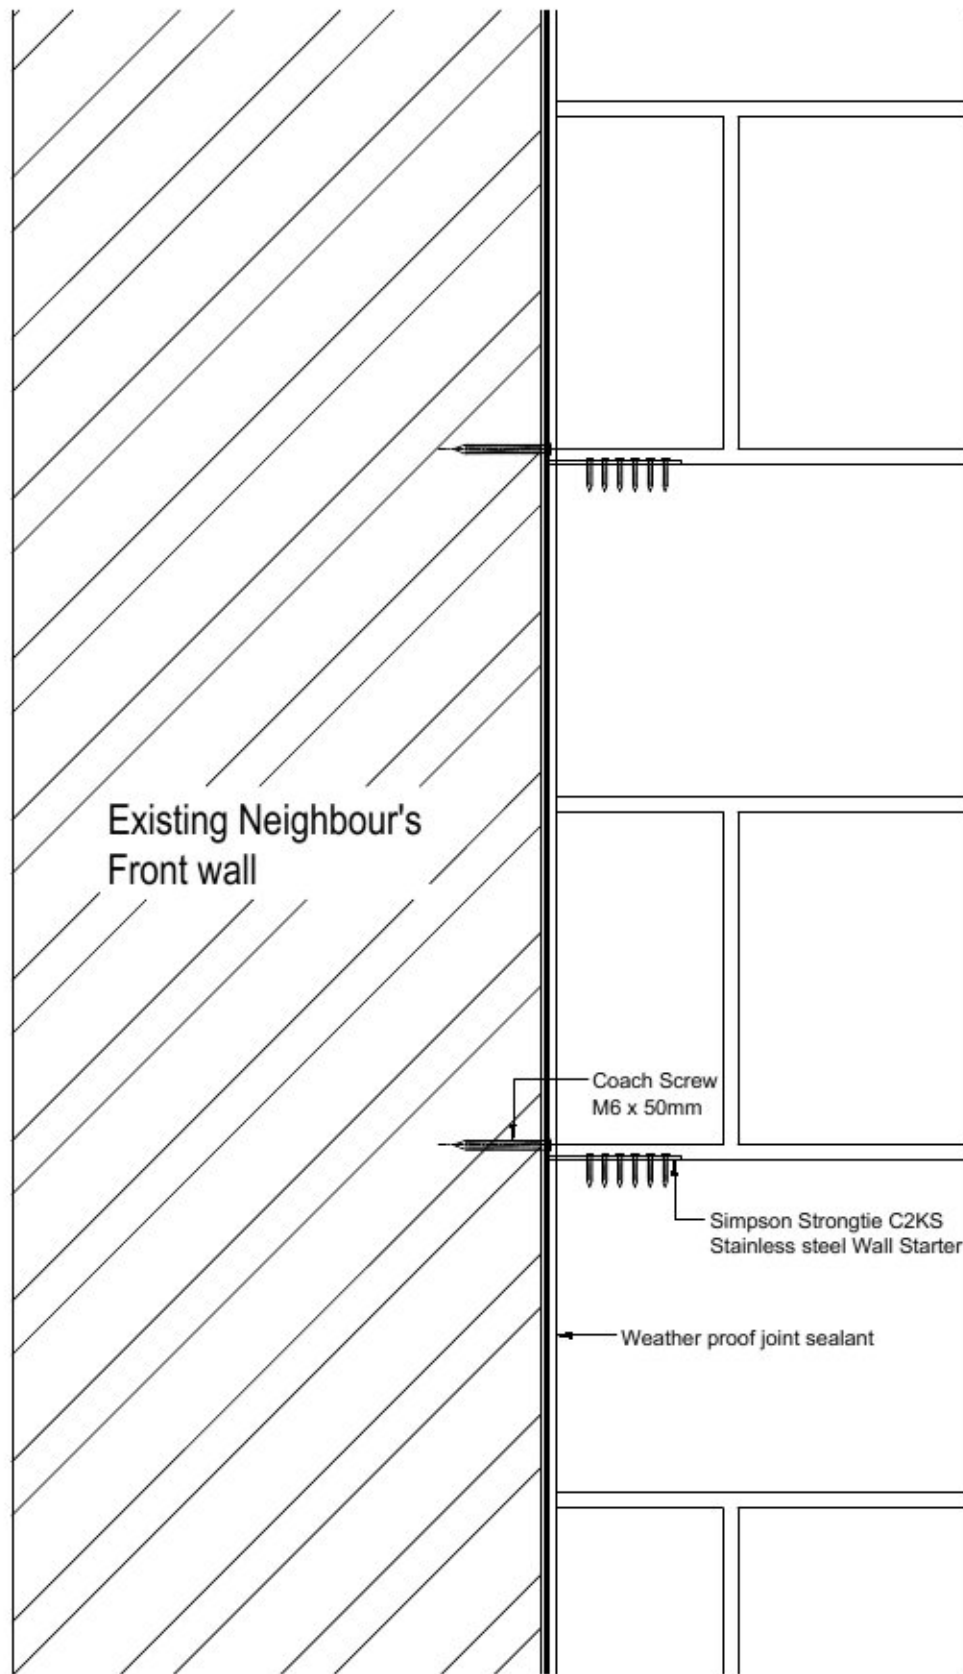 Existing Neighbour's
Front wall
Coach Screw
M6 x 50mm
Simpson Strongtie C2KS
Stainless steel Wall Starter
Weather proof joint sealant